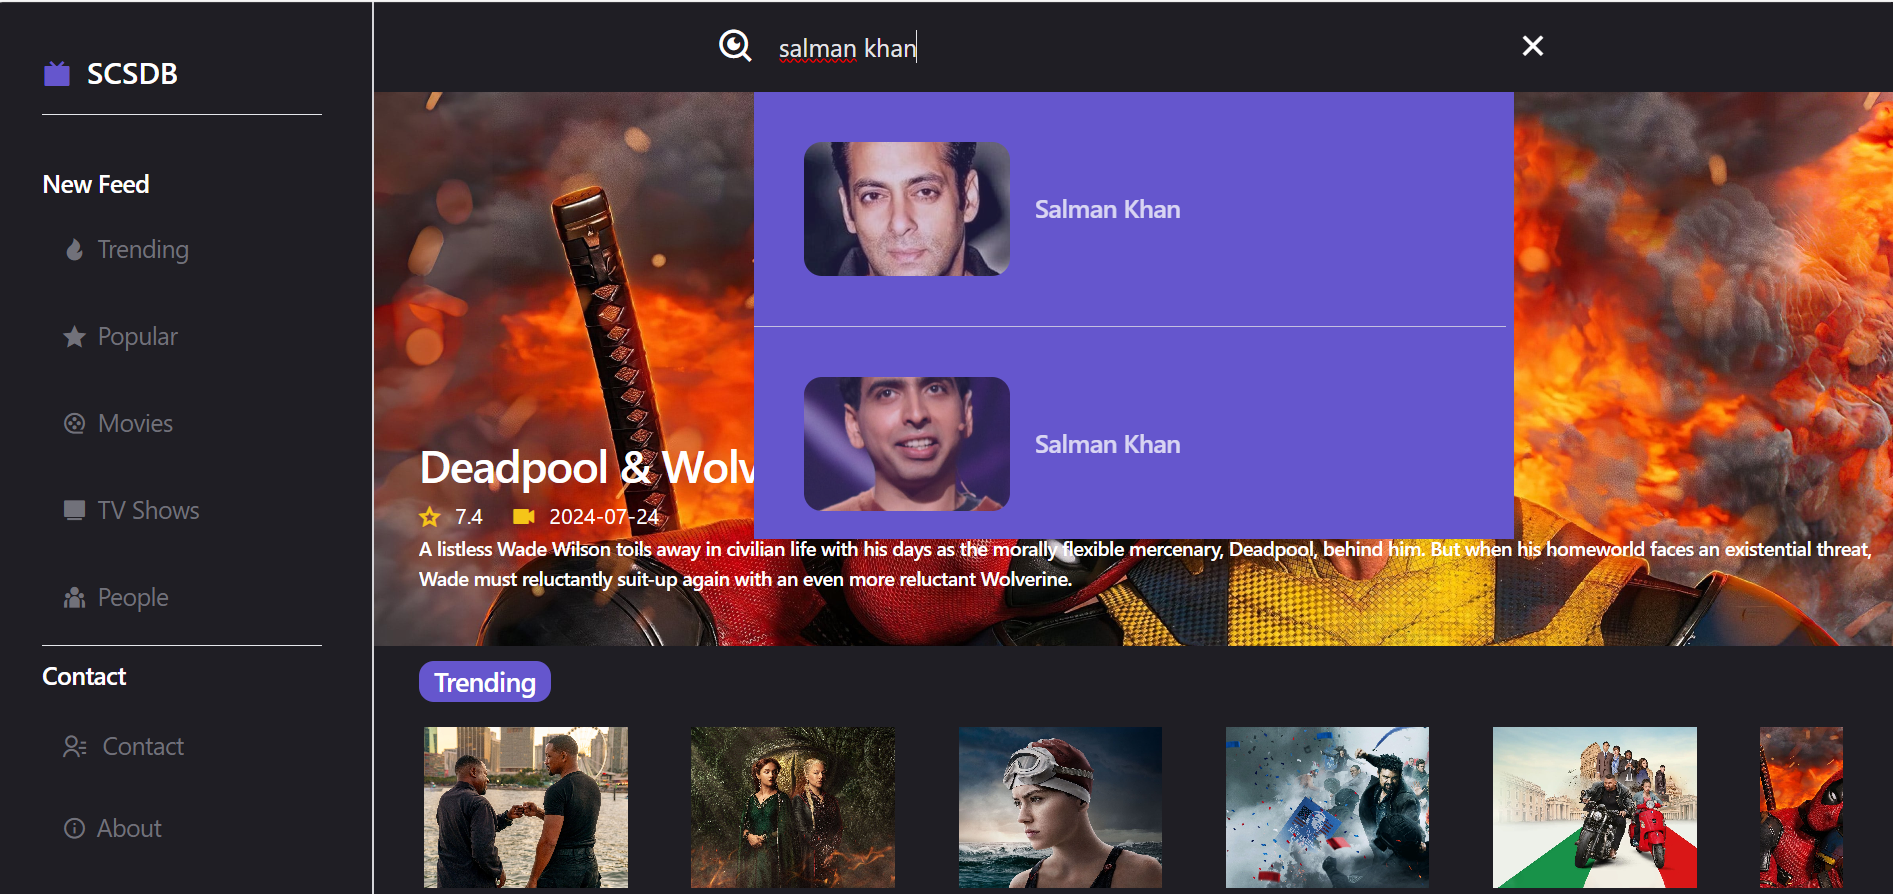 SCSDB
New Feed
Trending
Popular
Movies
TV Shows
People
Contact
Contact
About
salman khan
Salman Khan
Salman Khan
Deadpool & Wolv
7.4 2024-07-24
A listless Wade Wilson toils away in civilian life with his days as the morally flexible mercenary, Deadpool, behind him. But when his homeworld faces an existential threat,
Wade must reluctantly suit-up again with an even more reluctant Wolverine.
Trending